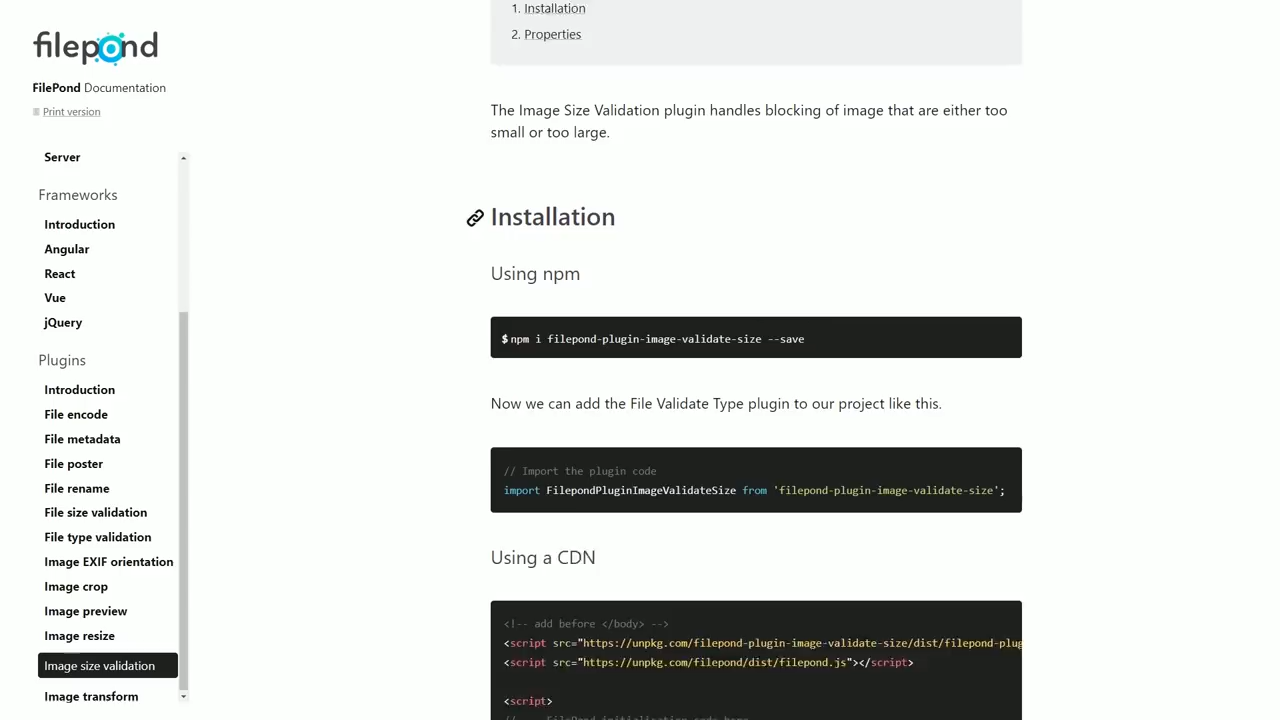 filepond
FilePond Documentation
Print version
Server
Frameworks
Introduction
Angular
React
Vue
jQuery
Plugins
Introduction
File encode
File metadata
File poster
File rename
File size validation
File type validation
Image EXIF orientation
Image crop
Image preview
Image resize
Image size validation
Image transform
1. Installation
2. Properties
The Image Size Validation plugin handles blocking of image that are either too
small or too large.
Installation
Using npm
$ npm i filepond-plugin-image-validate-size --save
Now we can add the File Validate Type plugin to our project like this.
// Import the plugin code
import FilepondPluginImageValidateSize from 'filepond-plugin-image-validate-size';
Using a CDN
<!-- add before </body> -->
<script src="https://unpkg.com/filepond-plugin-image-validate-size/dist/filepond-plug
<script src="https://unpkg.com/filepond/dist/filepond.js"></script>
<script>